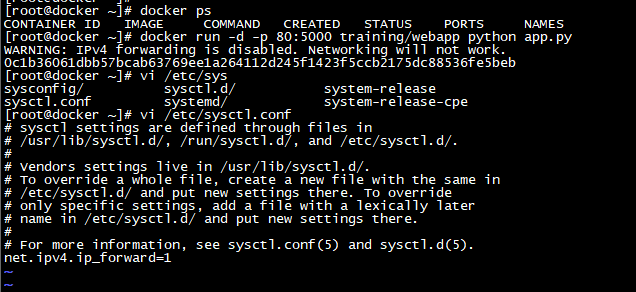 [root@docker ~]# docker ps
CONTAINER ID   IMAGE     COMMAND   CREATED   STATUS    PORTS     NAMES
[root@docker ~]# docker run -d -p 80:5000 training/webapp python app.py
WARNING: IPv4 forwarding is disabled. Networking will not work.
0c1b36061dbb57bcab63769ee1a264112d245f1423f5ccb2175dc88536fe5beb
[root@docker ~]# vi /etc/sys
sysconfig/        sysctl.d/         system-release
sysctl.conf       systemd/          system-release-cpe
[root@docker ~]# vi /etc/sysctl.conf
# sysctl settings are defined through files in
# /usr/lib/sysctl.d/, /run/sysctl.d/, and /etc/sysctl.d/.
#
# Vendors settings live in /usr/lib/sysctl.d/.
# To override a whole file, create a new file with the same in
# /etc/sysctl.d/ and put new settings there. To override
# only specific settings, add a file with a lexically later
# name in /etc/sysctl.d/ and put new settings there.
#
# For more information, see sysctl.conf(5) and sysctl.d(5).
net.ipv4.ip_forward=1
~
~